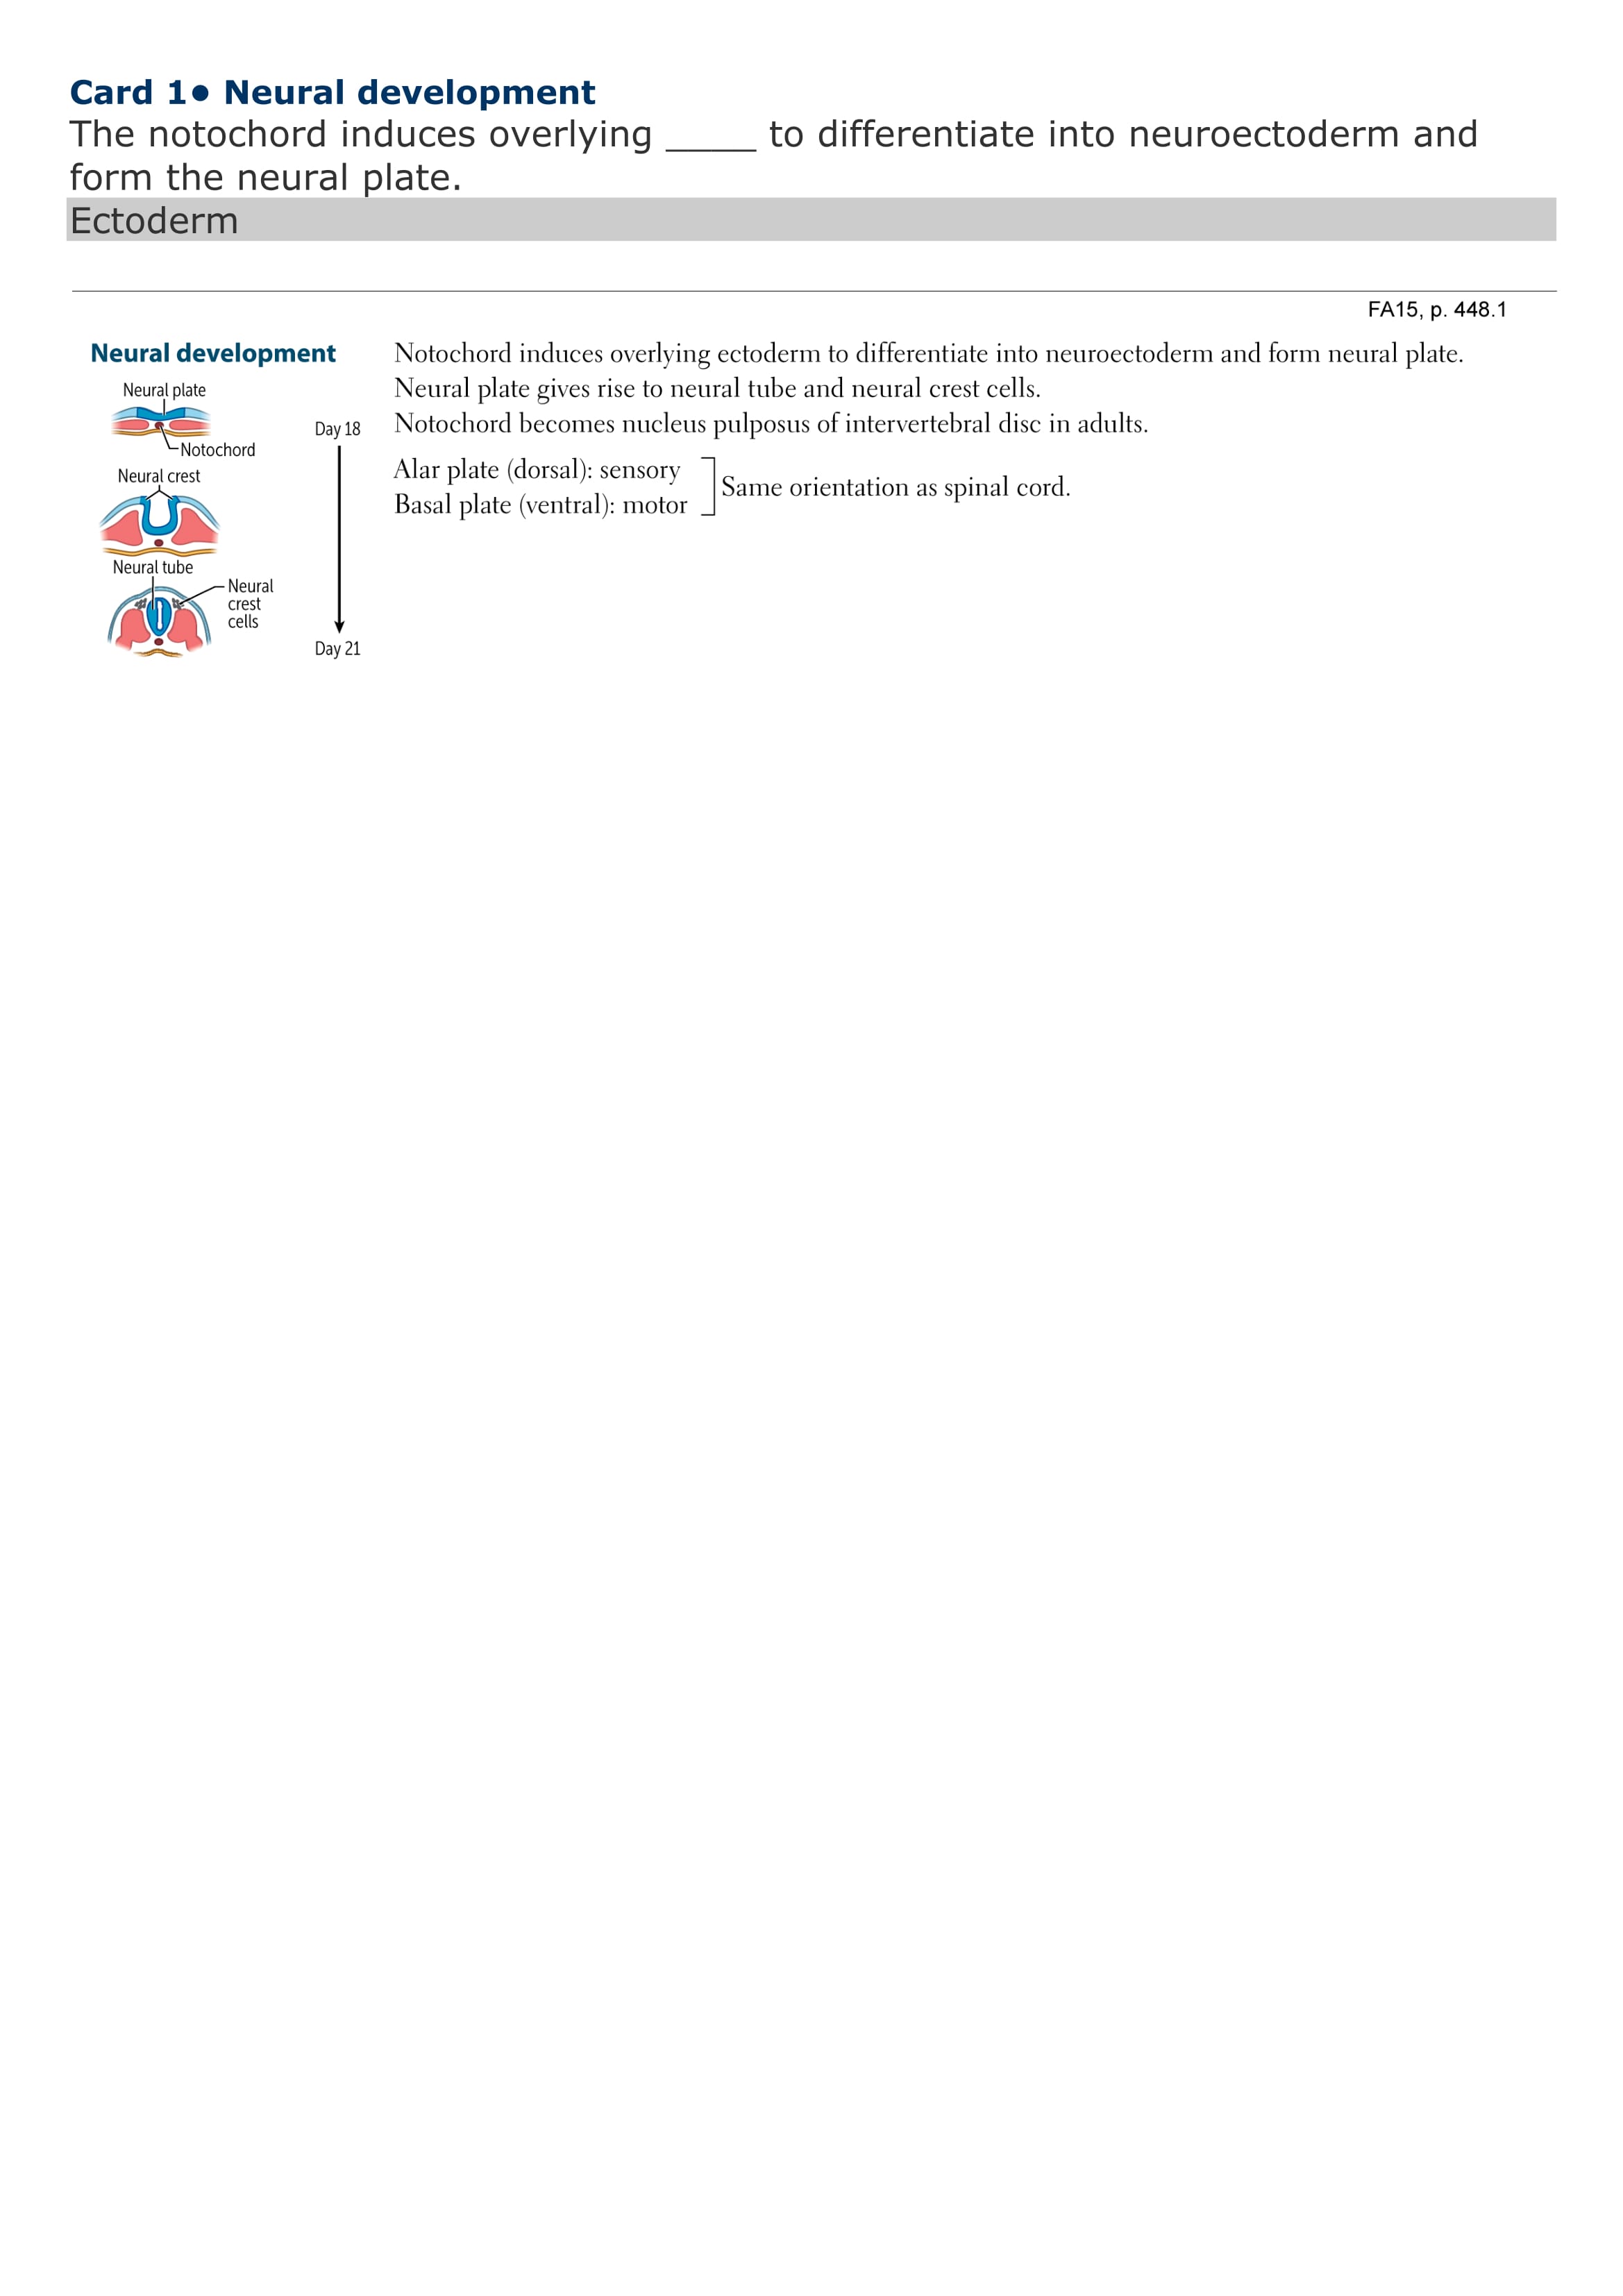 Card 1• Neural development
The notochord induces overlying _____ to differentiate into neuroectoderm and
form the neural plate.
Ectoderm
FA15, p. 448.1
Neural development
Neural plate
Notochord
Neural crest
Neural tube
Neural
crest
cells
Day 18
Day 21
Notochord induces overlying ectoderm to differentiate into neuroectoderm and form neural plate.
Neural plate gives rise to neural tube and neural crest cells.
Notochord becomes nucleus pulposus of intervertebral disc in adults.
Alar plate (dorsal): sensory
Basal plate (ventral): motor
Same orientation as spinal cord.